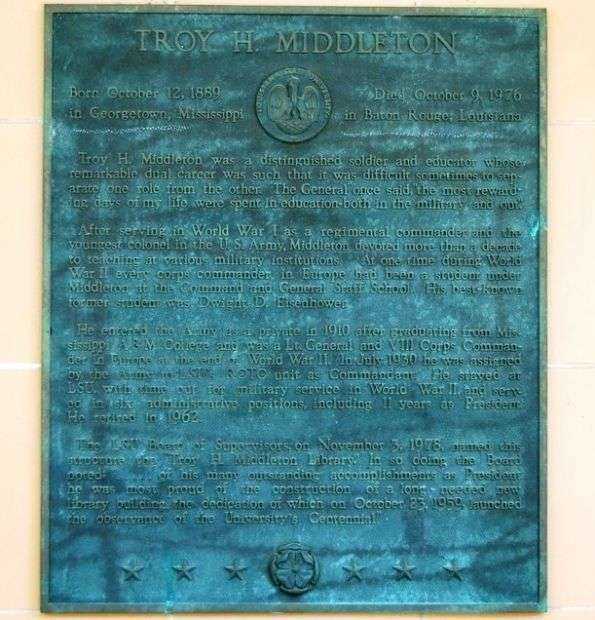 TROY H. MIDDLETON
Born October 12, 1889
in Georgetown, Mississippi
Died October 9, 1976
in Baton Rouge, Louisiana
Troy H. Middleton was a distinguished soldier and educator whose
remarkable dual career was such that it was difficult sometimes to sep-
arate one role from the other. The General once said, the most reward-
ing days of my life were spent in education-both in the military and out.
After serving in World War I as a regimental commander and the
youngest colonel in the U.S. Army, Middleton devoted more than a decade
to teaching at various military institutions. At one time during World
War II every corps commander in Europe had been a student under
Middleton at the Command and General Staff School. His best-known
former student was Dwight D. Eisenhower.
He entered the Army as a private in 1910 after graduating from Mis-
sissippi A&M College and was a Lt. General and VIII Corps Comman-
der in Europe at the end of World War II. In July 1930 he was assigned
by the Army to LSU's ROTC unit as Commandant. He stayed at
LSU, with time out for military service in World War II, and serv-
ed in six administrative positions, including 11 years as President.
He retired in 1962.
The LSU Board of Supervisors, on November 3, 1978, named this
structure the Troy H. Middleton Library. In so doing the Board
noted of his many outstanding accomplishments as President
he was most proud of the construction of a long needed new
library building the dedication of which on October 23, 1959, launched
the observance of the University's Centennial.